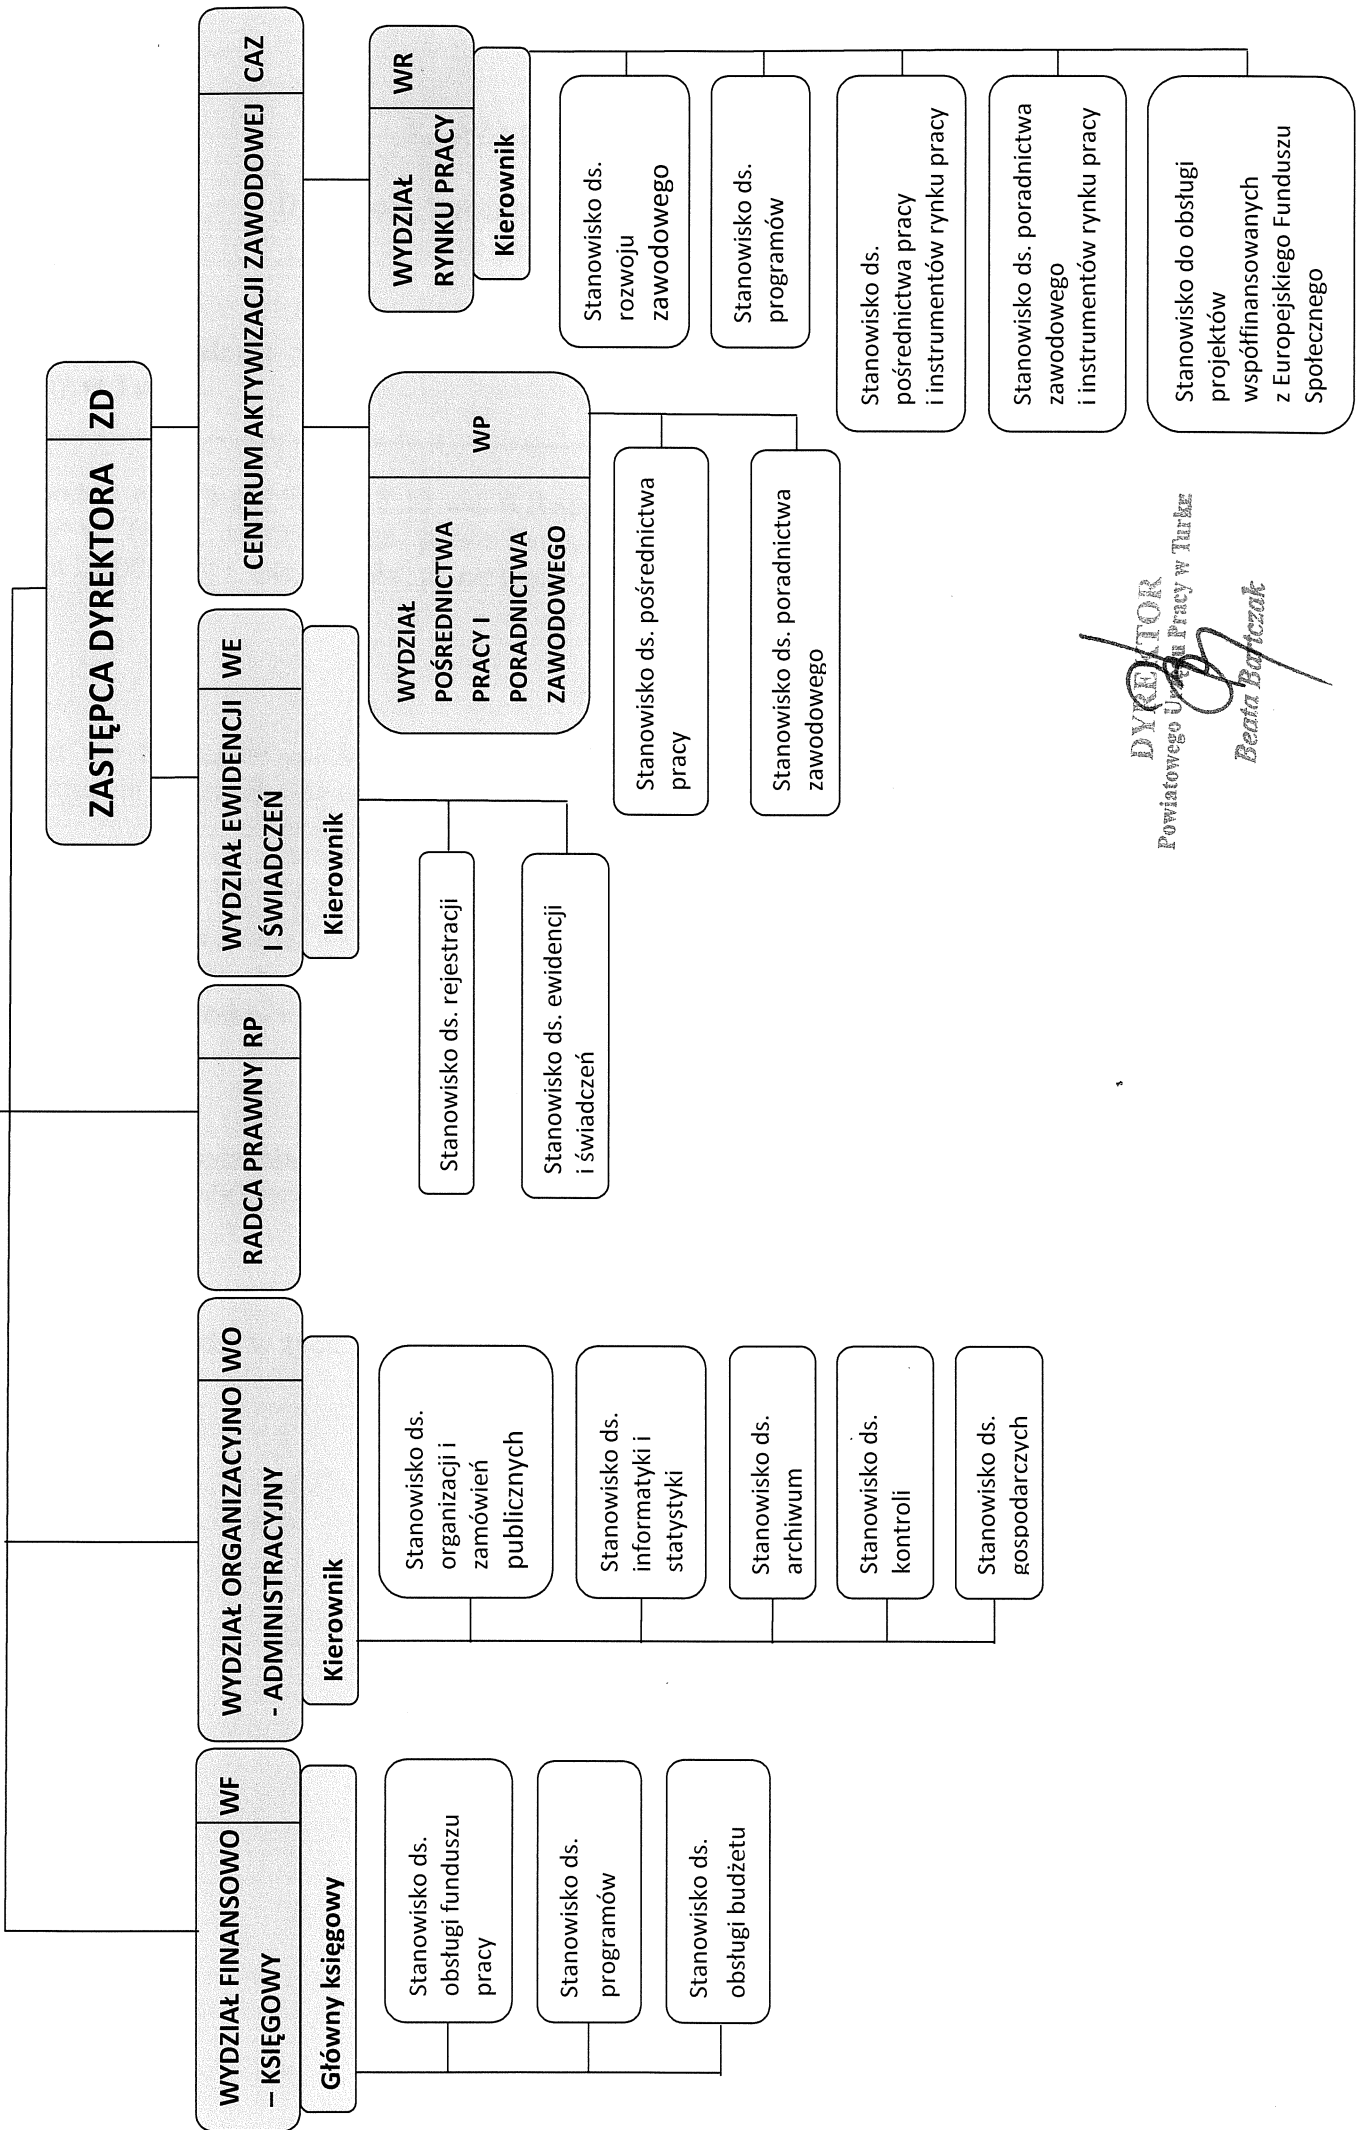 ZASTĘPCA DYREKTORA ZD
WYDZIAŁ FINANSOWO WF
– KSIĘGOWY
Główny księgowy
Stanowisko ds.
obsługi funduszu
pracy
Stanowisko ds.
programów
Stanowisko ds.
obsługi budżetu
WYDZIAŁ ORGANIZACYJNO WO
- ADMINISTRACYJNY
Kierownik
Stanowisko ds.
organizacji i
zamówień
publicznych
Stanowisko ds.
informatyki i
statystyki
Stanowisko ds.
archiwum
Stanowisko ds.
kontroli
Stanowisko ds.
gospodarczych
RADCA PRAWNY RP
WYDZIAŁ EWIDENCJI WE
I ŚWIADCZEŃ
Kierownik
Stanowisko ds. rejestracji
Stanowisko ds. ewidencji
i świadczeń
CENTRUM AKTYWIZACJI ZAWODOWEJ CAZ
WYDZIAŁ
POŚREDNICTWA
PRACY I
PORADNICTWA
ZAWODOWEGO
WP
Stanowisko ds. pośrednictwa
pracy
Stanowisko ds. poradnictwa
zawodowego
WYDZIAŁ WR
RYNKU PRACY
Kierownik
Stanowisko ds.
rozwoju
zawodowego
Stanowisko ds.
programów
Stanowisko ds.
pośrednictwa pracy
i instrumentów rynku pracy
Stanowisko ds. poradnictwa
zawodowego
i instrumentów rynku pracy
Stanowisko do obsługi
projektów
współfinansowanych
z Europejskiego Funduszu
Społecznego
DYREKTOR
Powiatowego Urzędu Pracy w Turku
Beata Bartczak